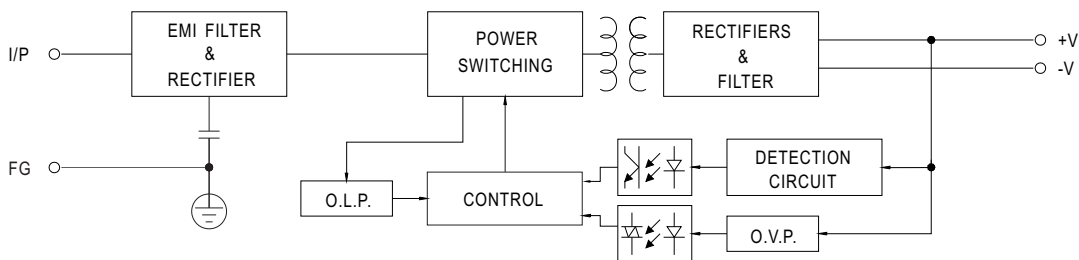 I/P
EMI FILTER
&
RECTIFIER
POWER
SWITCHING
RECTIFIERS
&
FILTER
+V
-V
FG
O.L.P.
CONTROL
DETECTION
CIRCUIT
O.V.P.